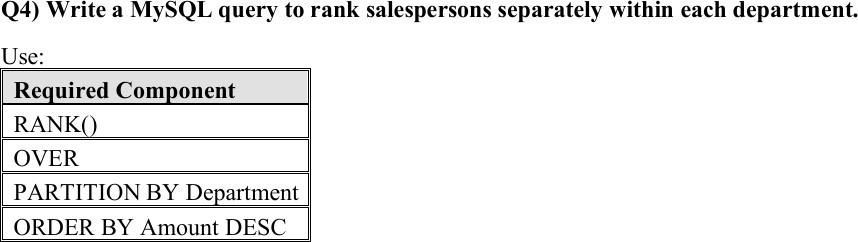 Q4) Write a MySQL query to rank salespersons separately within each department.
Use:
Required Component
RANK()
OVER
PARTITION BY Department
ORDER BY Amount DESC